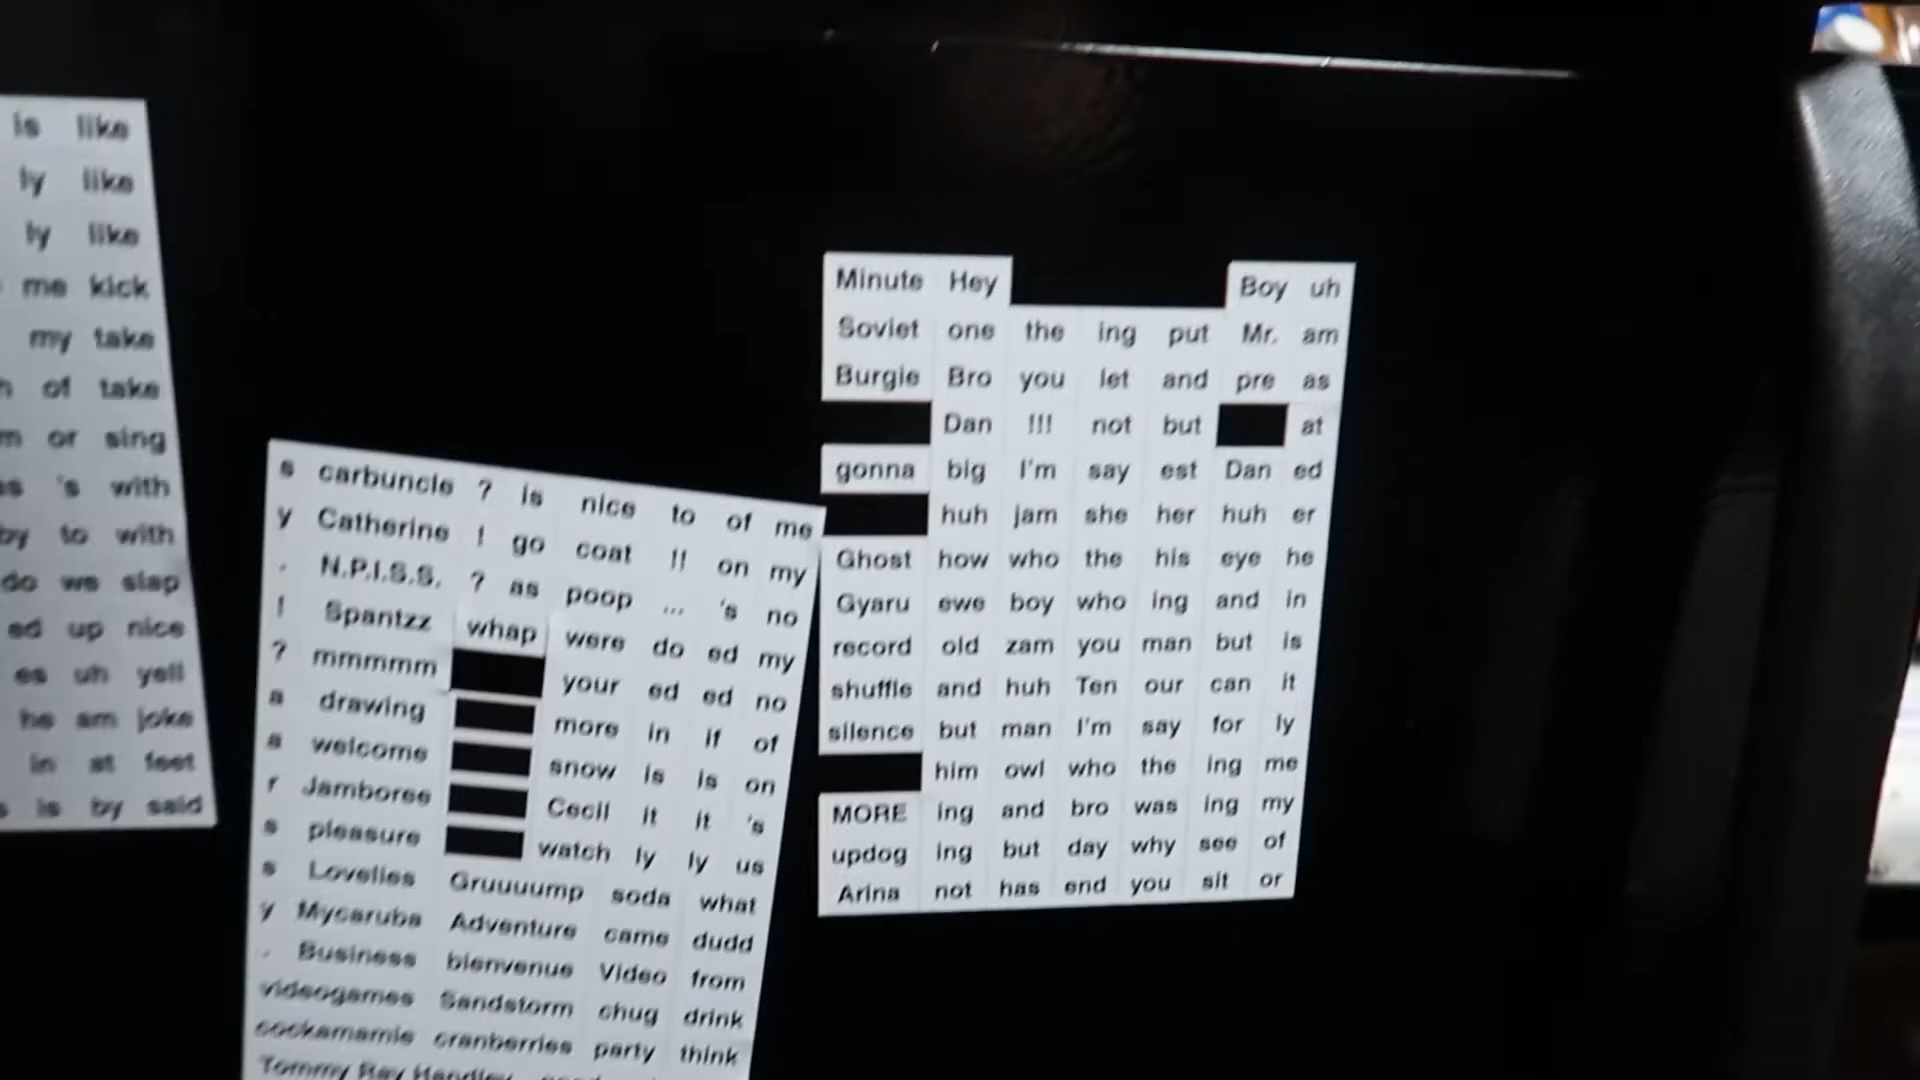 is like
ly like
ly like
me kick
my take
of take
or sing
's with
by to with
do we slap
ed up nice
es uh yell
he am joke
in at feet
is by said
s carbuncle ? is nice to of me
y Catherine ! go coat !! on my
. N.P.I.S.S. ? as poop ... 's no
! Spantzz whap were do ed my
? mmmmm your ed ed no
a drawing more in if of
a welcome snow is is on
r Jamboree Cecil it it 's
s pleasure watch ly ly us
s Lovelies Gruuuump soda what
y Mycaruba Adventure came dudd
. Business bienvenue Video from
videogames Sandstorm chug drink
cockamamie cranberries party think
Tommy Ray Handley
Minute Hey Boy uh
Soviet one the ing put Mr. am
Burgie Bro you let and pre as
Dan !!! not but at
gonna big I'm say est Dan ed
huh jam she her huh er
Ghost how who the his eye he
Gyaru ewe boy who ing and in
record old zam you man but is
shuffle and huh Ten our can it
silence but man I'm say for ly
him owl who the ing me
MORE ing and bro was ing my
updog ing but day why see of
Arina not has end you sit or